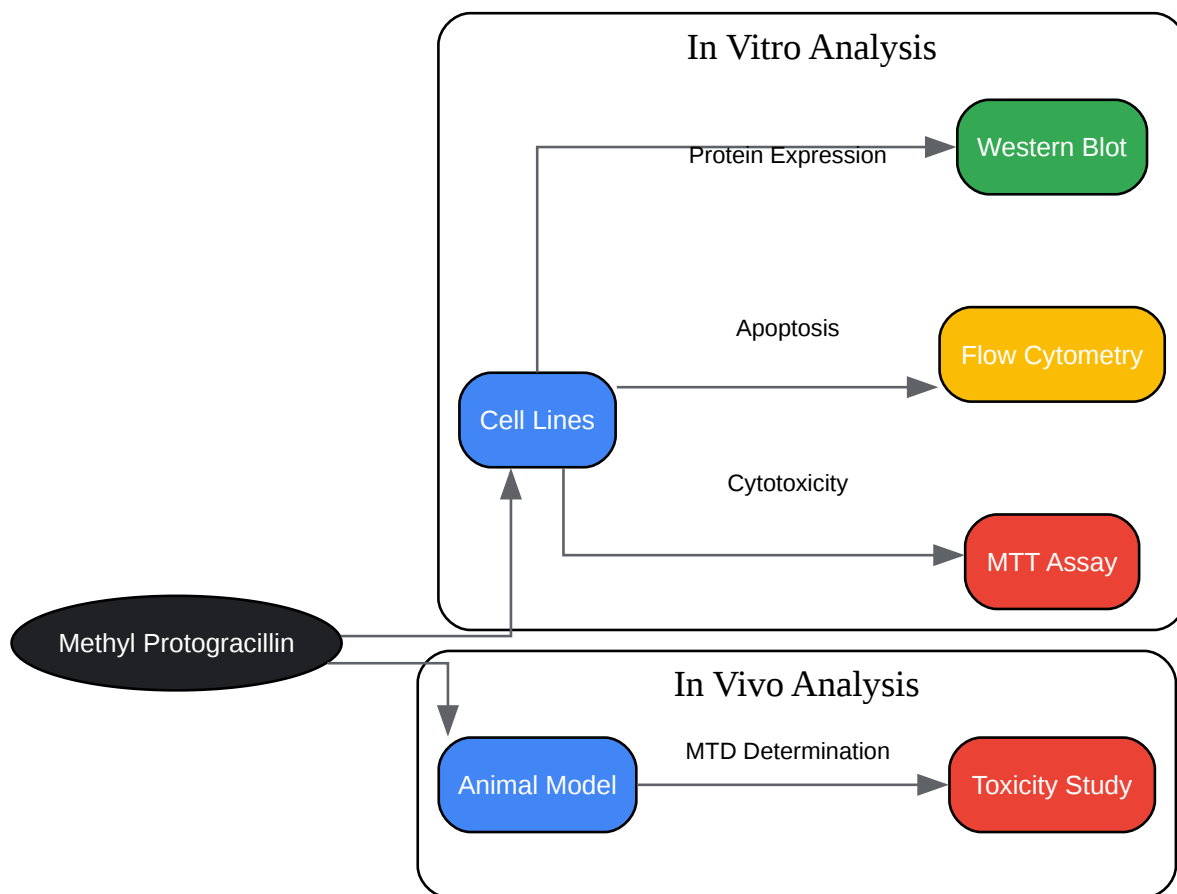 In Vitro Analysis
Western Blot
Protein Expression
Apoptosis
Flow Cytometry
Cell Lines
Cytotoxicity
MTT Assay
Methyl Protogracillin
In Vivo Analysis
MTD Determination
Animal Model
Toxicity Study